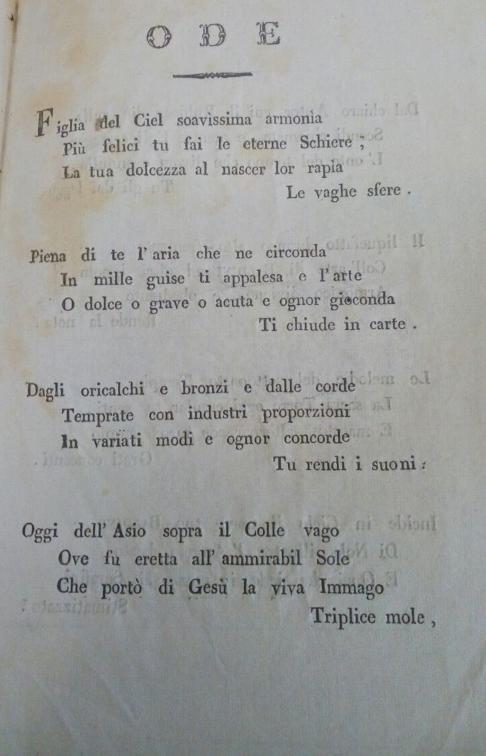 ODE
Figlia del Ciel soavissima armonìa
Più felici tu fai le eterne Schiere ;
La tua dolcezza al nascer lor rapìa
Le vaghe sfere .
Piena di te l' aria che ne circonda
In mille guise ti appalesa e l' arte
O dolce o grave o acuta e ognor gioconda
Ti chiude in carte .
Dagli oricalchi e bronzi e dalle corde
Temprate con industri proporzioni
In variati modi e ognor concorde
Tu rendi i suoni :
Oggi dell' Asio sopra il Colle vago
Ove fu eretta all' ammirabil Sole
Che portò di Gesù la viva Immago
Triplice mole ,